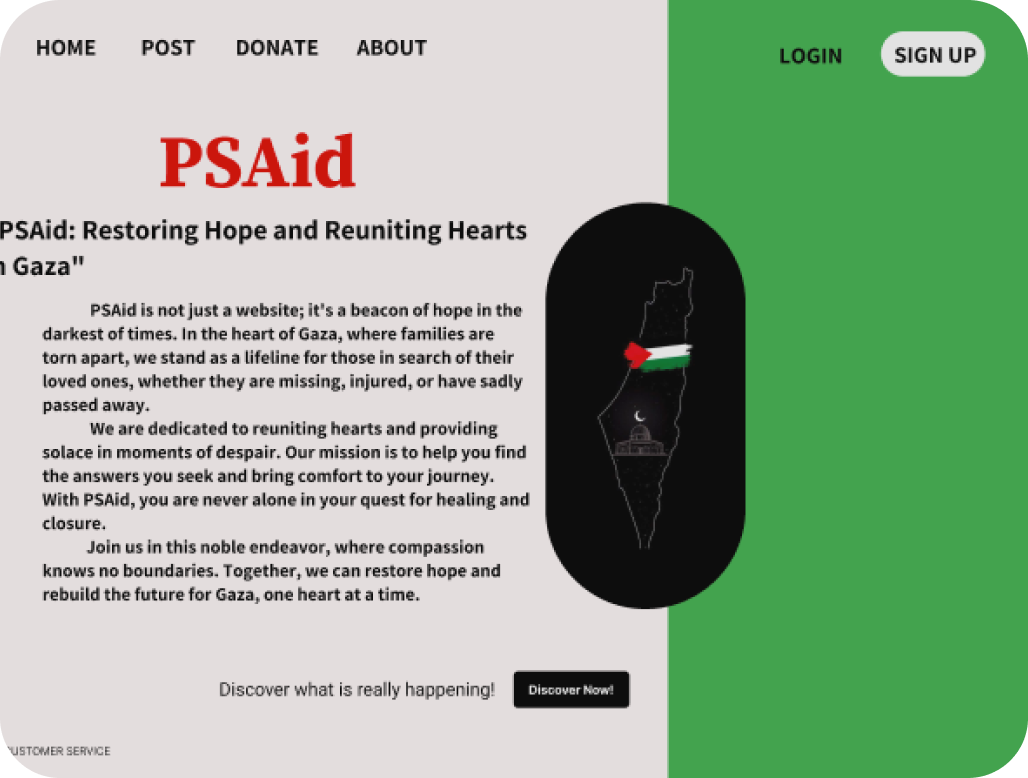 HOME POST DONATE ABOUT
LOGIN SIGN UP
PSAid
PSAid: Restoring Hope and Reuniting Hearts
Gaza"
PSAid is not just a website; it's a beacon of hope in the
darkest of times. In the heart of Gaza, where families are
torn apart, we stand as a lifeline for those in search of their
loved ones, whether they are missing, injured, or have sadly
passed away.
We are dedicated to reuniting hearts and providing
solace in moments of despair. Our mission is to help you find
the answers you seek and bring comfort to your journey.
With PSAid, you are never alone in your quest for healing and
closure.
Join us in this noble endeavor, where compassion
knows no boundaries. Together, we can restore hope and
rebuild the future for Gaza, one heart at a time.
Discover what is really happening! Discover Now!
CUSTOMER SERVICE